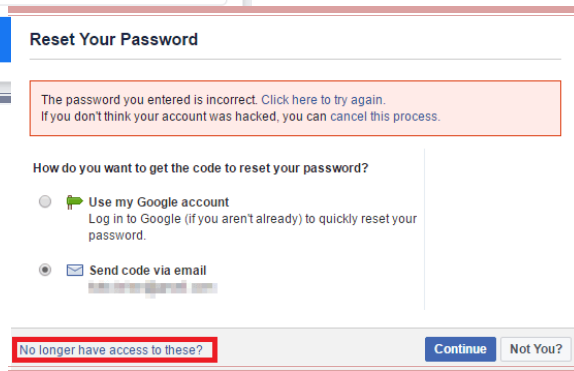 Reset Your Password
The password you entered is incorrect. Click here to try again.
If you don't think your account was hacked, you can cancel this process.
How do you want to get the code to reset your password?
Use my Google account
Log in to Google (if you aren't already) to quickly reset your
password.
Send code via email
No longer have access to these?
Continue
Not You?